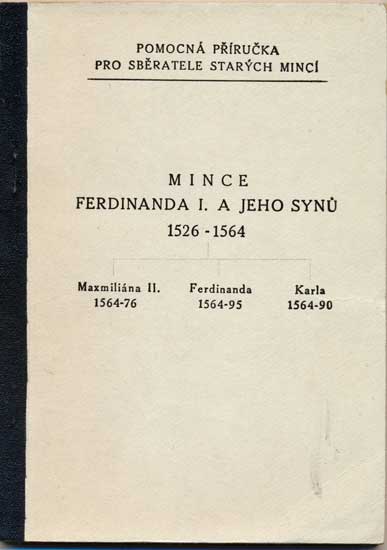 POMOCNÁ PŘÍRUČKA
PRO SBĚRATELE STARÝCH MINCÍ
MINCE
FERDINANDA I. A JEHO SYNŮ
1526 - 1564
Maxmiliána II. Ferdinanda Karla
1564-76 1564-95 1564-90